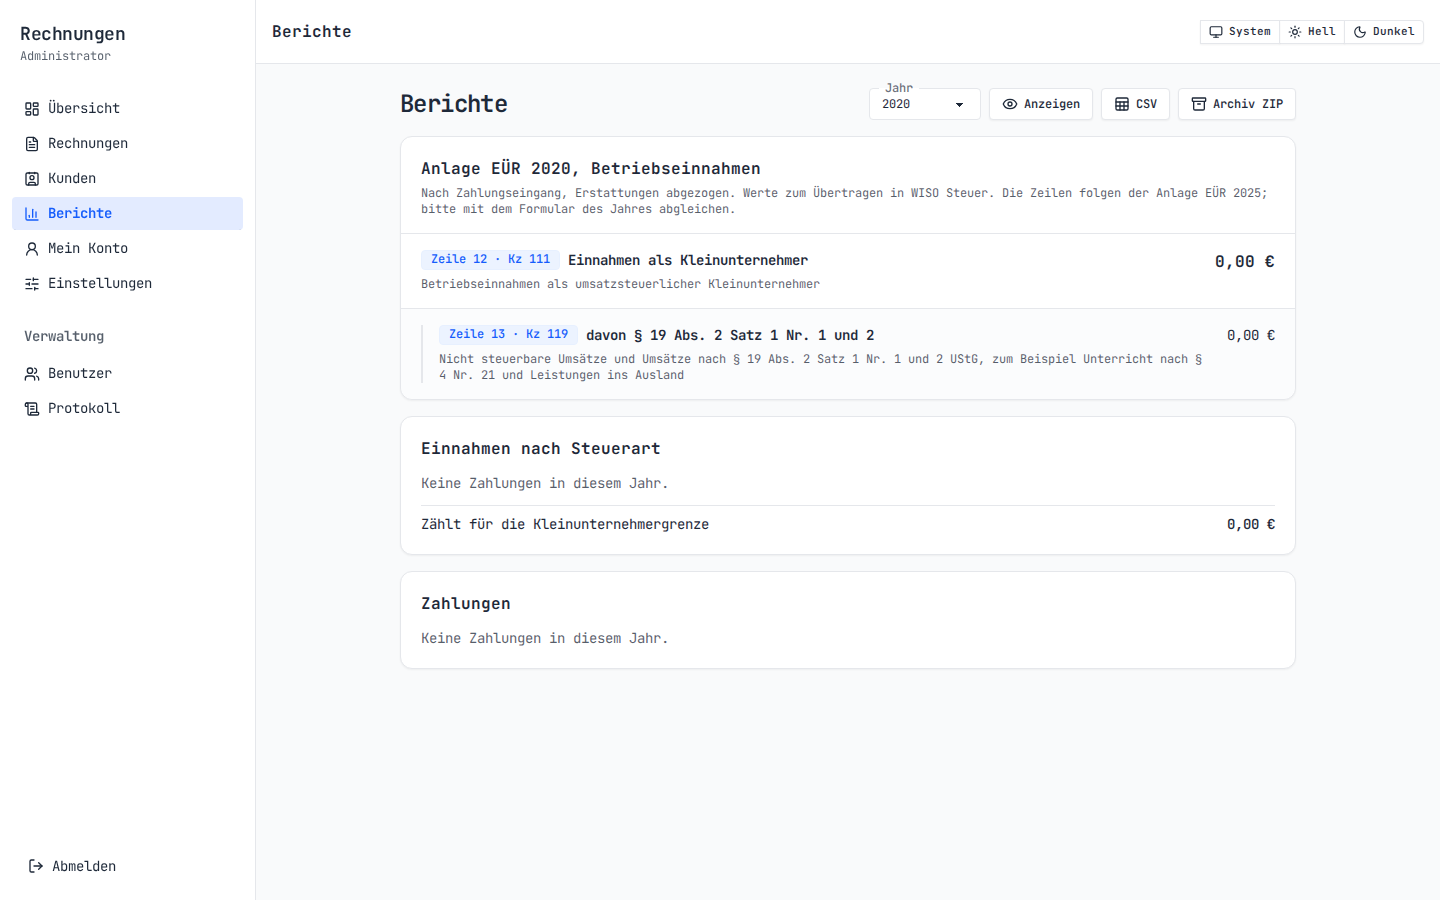 Rechnungen
Administrator
Übersicht
Rechnungen
Kunden
Berichte
Mein Konto
Einstellungen
Verwaltung
Benutzer
Protokoll
Abmelden
Berichte
System Hell Dunkel
Berichte
Jahr
2020
Anzeigen
CSV
Archiv ZIP
Anlage EÜR 2020, Betriebseinnahmen
Nach Zahlungseingang, Erstattungen abgezogen. Werte zum Übertragen in WISO Steuer. Die Zeilen folgen der Anlage EÜR 2025;
bitte mit dem Formular des Jahres abgleichen.
Zeile 12 · Kz 111 Einnahmen als Kleinunternehmer 0,00 €
Betriebseinnahmen als umsatzsteuerlicher Kleinunternehmer
Zeile 13 · Kz 119 davon § 19 Abs. 2 Satz 1 Nr. 1 und 2 0,00 €
Nicht steuerbare Umsätze und Umsätze nach § 19 Abs. 2 Satz 1 Nr. 1 und 2 UStG, zum Beispiel Unterricht nach §
4 Nr. 21 und Leistungen ins Ausland
Einnahmen nach Steuerart
Keine Zahlungen in diesem Jahr.
Zählt für die Kleinunternehmergrenze 0,00 €
Zahlungen
Keine Zahlungen in diesem Jahr.